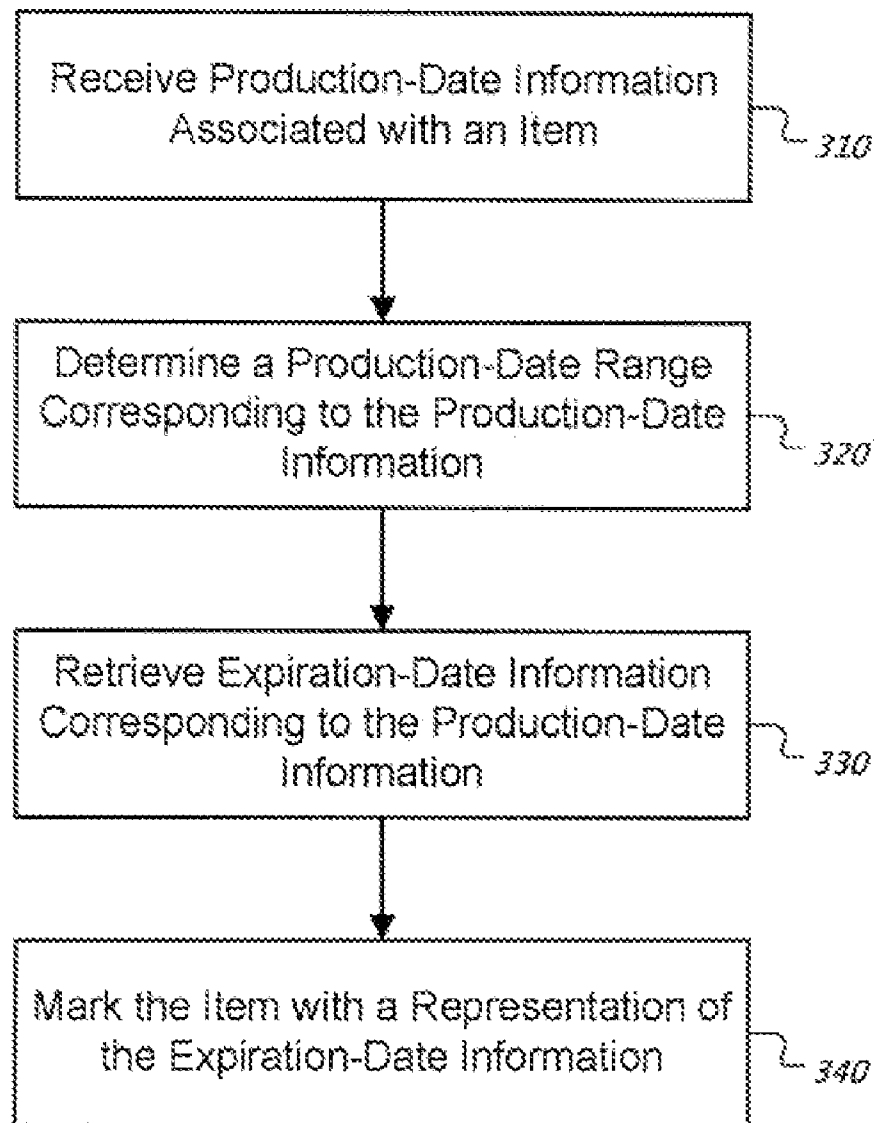 Receive Production-Date Information
Associated with an Item
310
Determine a Production-Date Range
Corresponding to the Production-Date
Information
320
Retrieve Expiration-Date Information
Corresponding to the Production-Date
Information
330
Mark the Item with a Representation of
the Expiration-Date Information
340